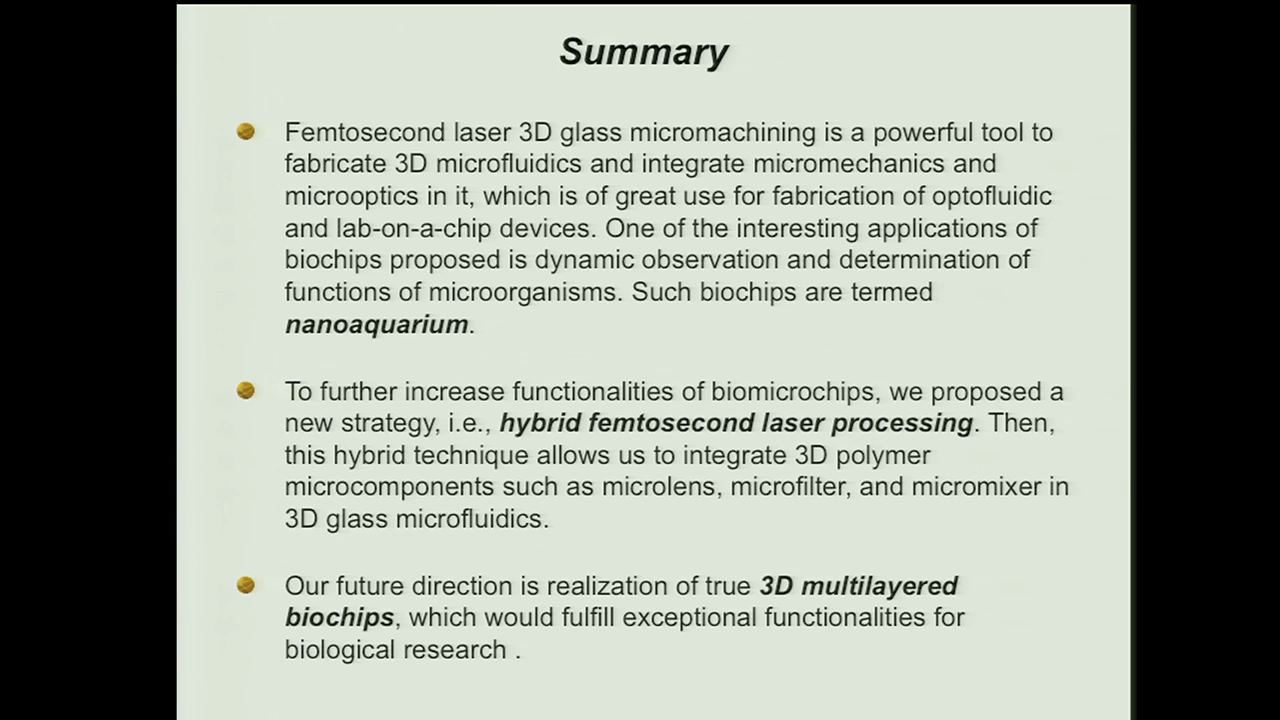 Summary
Femtosecond laser 3D glass micromachining is a powerful tool to
fabricate 3D microfluidics and integrate micromechanics and
microoptics in it, which is of great use for fabrication of optofluidic
and lab-on-a-chip devices. One of the interesting applications of
biochips proposed is dynamic observation and determination of
functions of microorganisms. Such biochips are termed
nanoaquarium.
To further increase functionalities of biomicrochips, we proposed a
new strategy, i.e., hybrid femtosecond laser processing. Then,
this hybrid technique allows us to integrate 3D polymer
microcomponents such as microlens, microfilter, and micromixer in
3D glass microfluidics.
Our future direction is realization of true 3D multilayered
biochips, which would fulfill exceptional functionalities for
biological research .